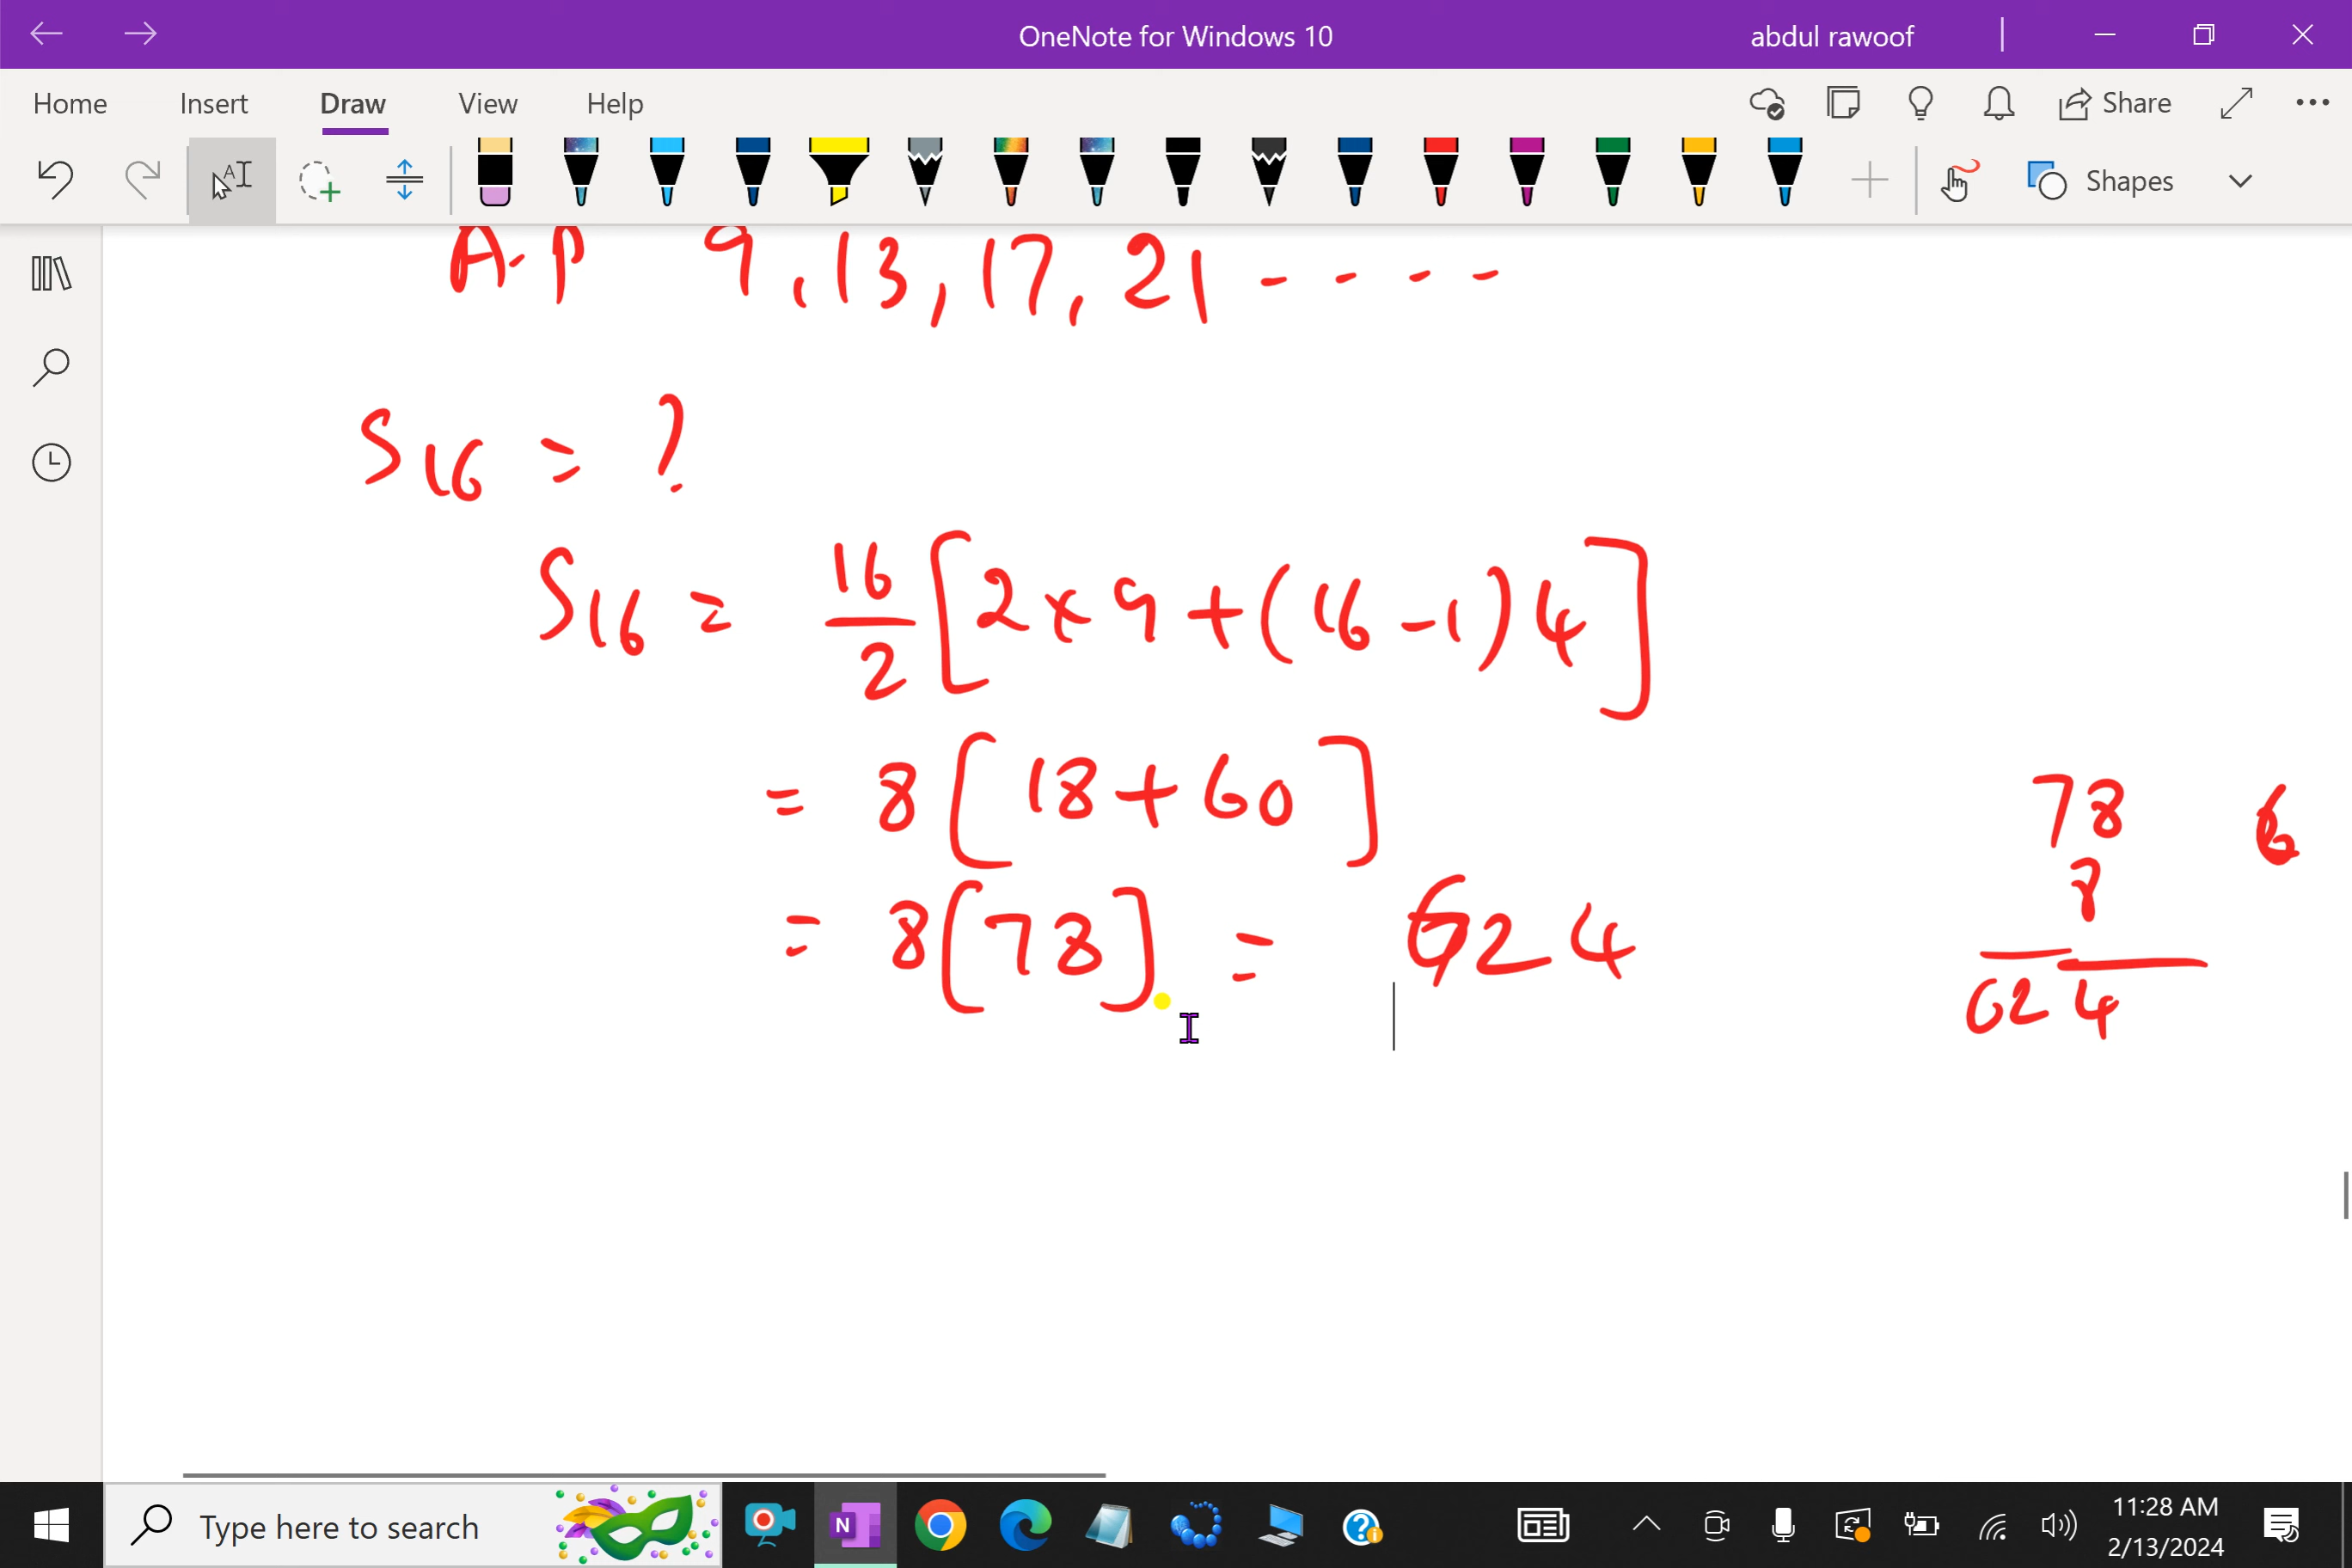 OneNote for Windows 10
abdul rawoof
Home Insert Draw View Help
Share
Shapes
A.P 9, 13, 17, 21 - - - -
S16 = ?
S16 = 16/2 [2×9+(16-1)4]
= 8[18+60]
= 8[78] = 624
78 6
8
624
Type here to search
11:28 AM
2/13/2024